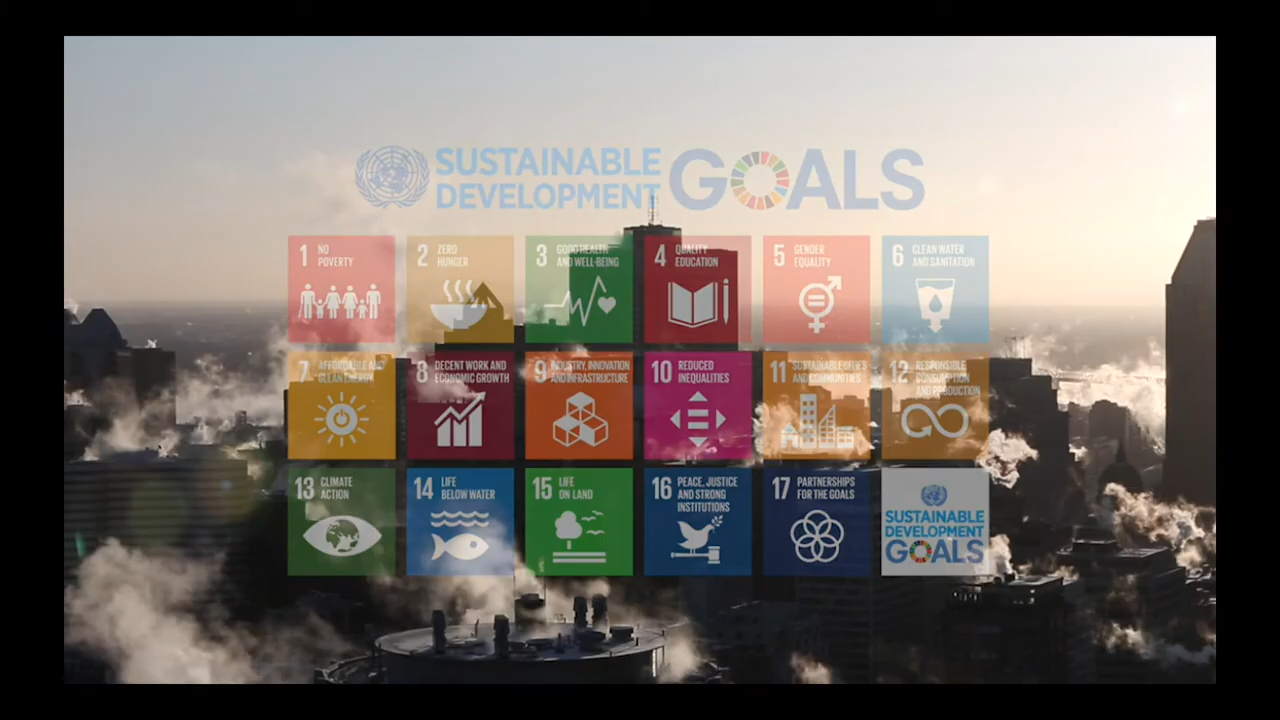 SUSTAINABLE
DEVELOPMENT
GOALS
1 NO
POVERTY
2 ZERO
HUNGER
3 GOOD HEALTH
AND WELL-BEING
4 QUALITY
EDUCATION
5 GENDER
EQUALITY
6 CLEAN WATER
AND SANITATION
7 AFFORDABLE AND
CLEAN ENERGY
8 DECENT WORK AND
ECONOMIC GROWTH
9 INDUSTRY, INNOVATION
AND INFRASTRUCTURE
10 REDUCED
INEQUALITIES
11 SUSTAINABLE CITIES
AND COMMUNITIES
12 RESPONSIBLE
CONSUMPTION
AND PRODUCTION
13 CLIMATE
ACTION
14 LIFE
BELOW WATER
15 LIFE
ON LAND
16 PEACE, JUSTICE
AND STRONG
INSTITUTIONS
17 PARTNERSHIPS
FOR THE GOALS
SUSTAINABLE
DEVELOPMENT
GOALS